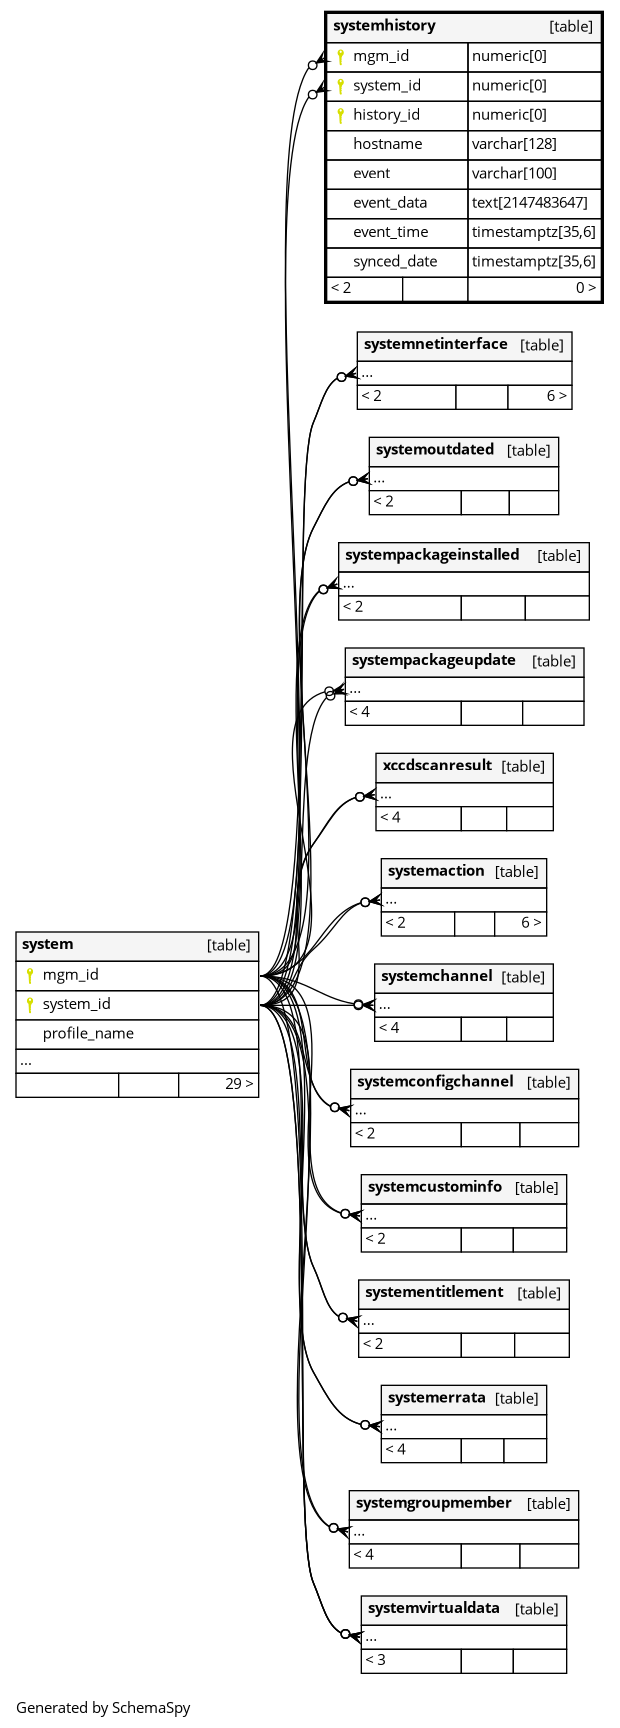 systemhistory [table]
mgm_id numeric[0]
system_id numeric[0]
history_id numeric[0]
hostname varchar[128]
event varchar[100]
event_data text[2147483647]
event_time timestamptz[35,6]
synced_date timestamptz[35,6]
< 2 0 >
systemnetinterface [table]
...
< 2 6 >
systemoutdated [table]
...
< 2
systempackageinstalled [table]
...
< 2
systempackageupdate [table]
...
< 4
xccdscanresult [table]
...
< 4
systemaction [table]
...
< 2 6 >
system [table]
mgm_id
system_id
profile_name
...
29 >
systemchannel [table]
...
< 4
systemconfigchannel [table]
...
< 2
systemcustominfo [table]
...
< 2
systementitlement [table]
...
< 2
systemerrata [table]
...
< 4
systemgroupmember [table]
...
< 4
systemvirtualdata [table]
...
< 3
Generated by SchemaSpy